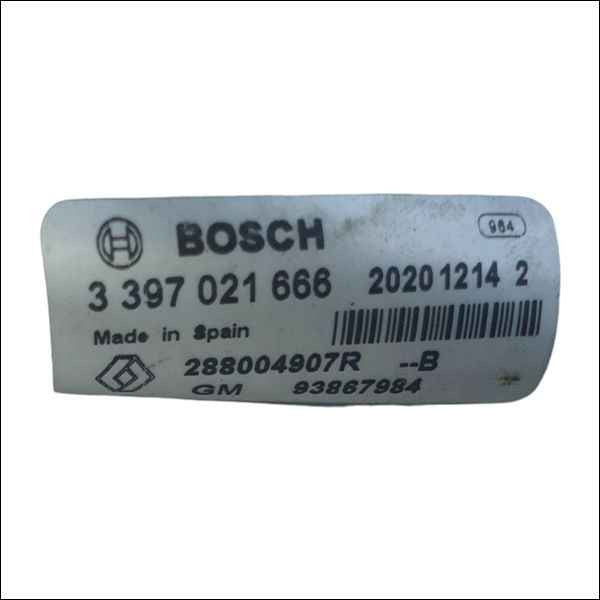 BOSCH 984
3 397 021 666 20201214 2
Made in Spain
288004907R --B
GM 93867984